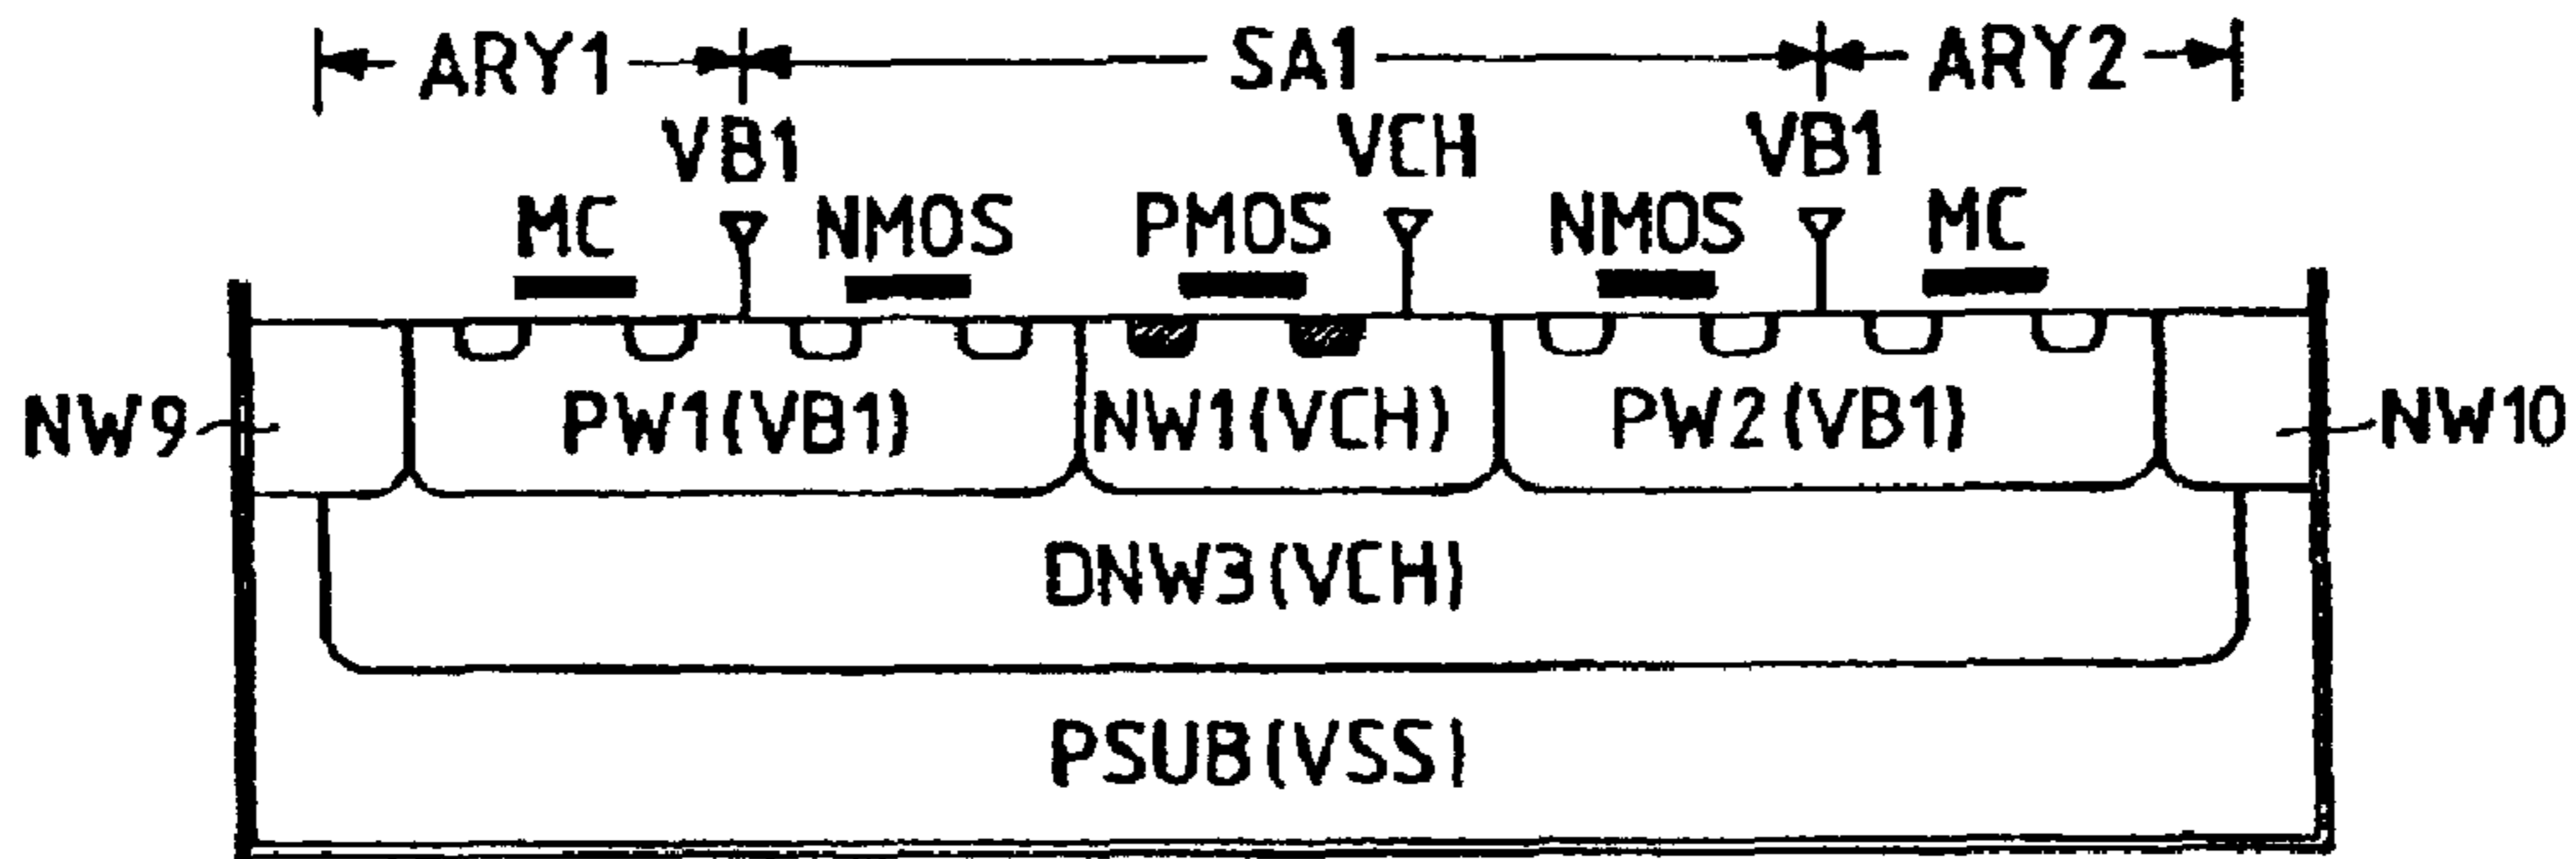 ARY1 SA1 ARY2
VB1 VCH VB1
MC NMOS PMOS NMOS MC
NW9 PW1(VB1) NW1(VCH) PW2(VB1) NW10
DNW3(VCH)
PSUB(VSS)